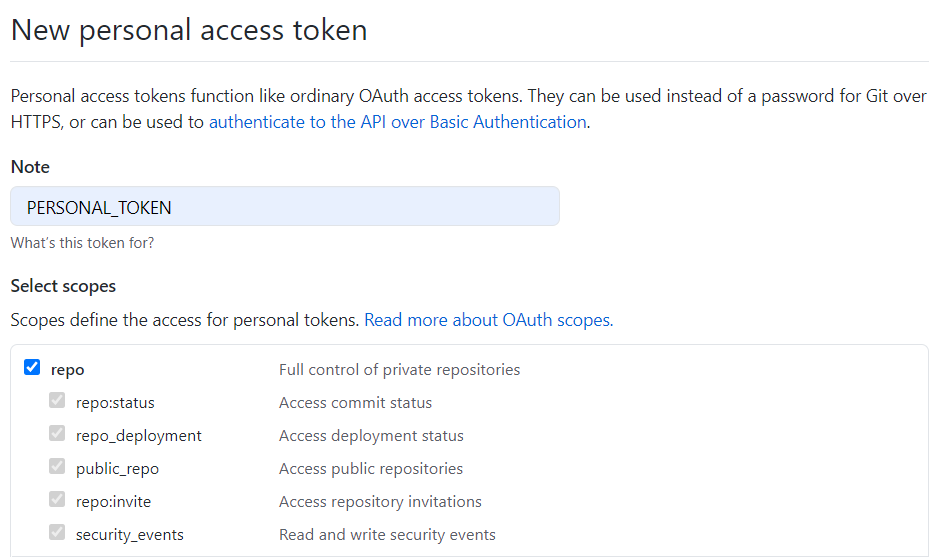 New personal access token
Personal access tokens function like ordinary OAuth access tokens. They can be used instead of a password for Git over
HTTPS, or can be used to authenticate to the API over Basic Authentication.
Note
PERSONAL_TOKEN
What's this token for?
Select scopes
Scopes define the access for personal tokens. Read more about OAuth scopes.
repo Full control of private repositories
repo:status Access commit status
repo_deployment Access deployment status
public_repo Access public repositories
repo:invite Access repository invitations
security_events Read and write security events